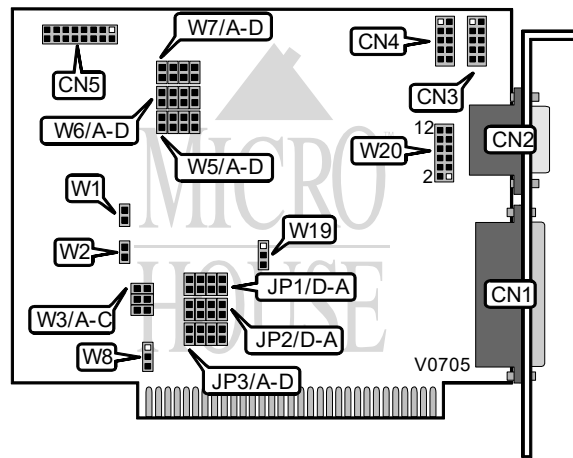 W7/A-D
CN4
CN5
CN3
W6/A-D
12
W20
CN2
W5/A-D
2
W1
MICRO
W19
W2
HOUSE
CN1
JP1/D-A
W3/A-C
JP2/D-A
W8
V0705
JP3/A-D